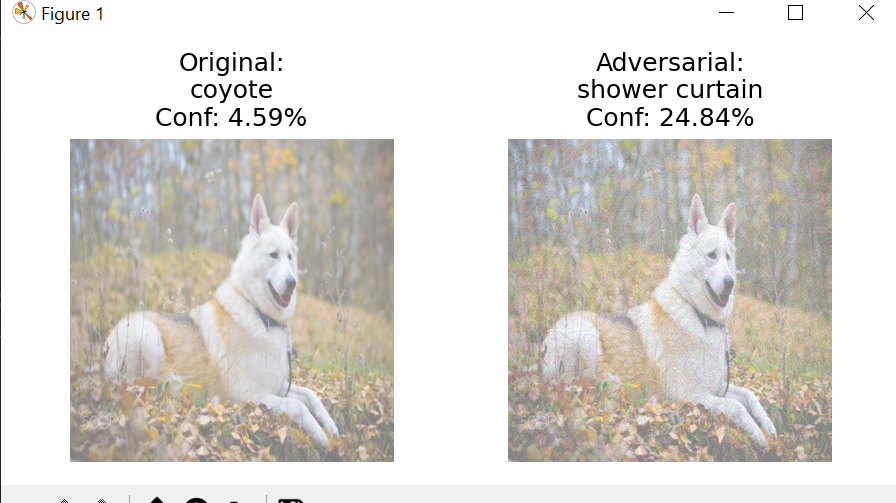 Figure 1
Original:
coyote
Conf: 4.59%
Adversarial:
shower curtain
Conf: 24.84%